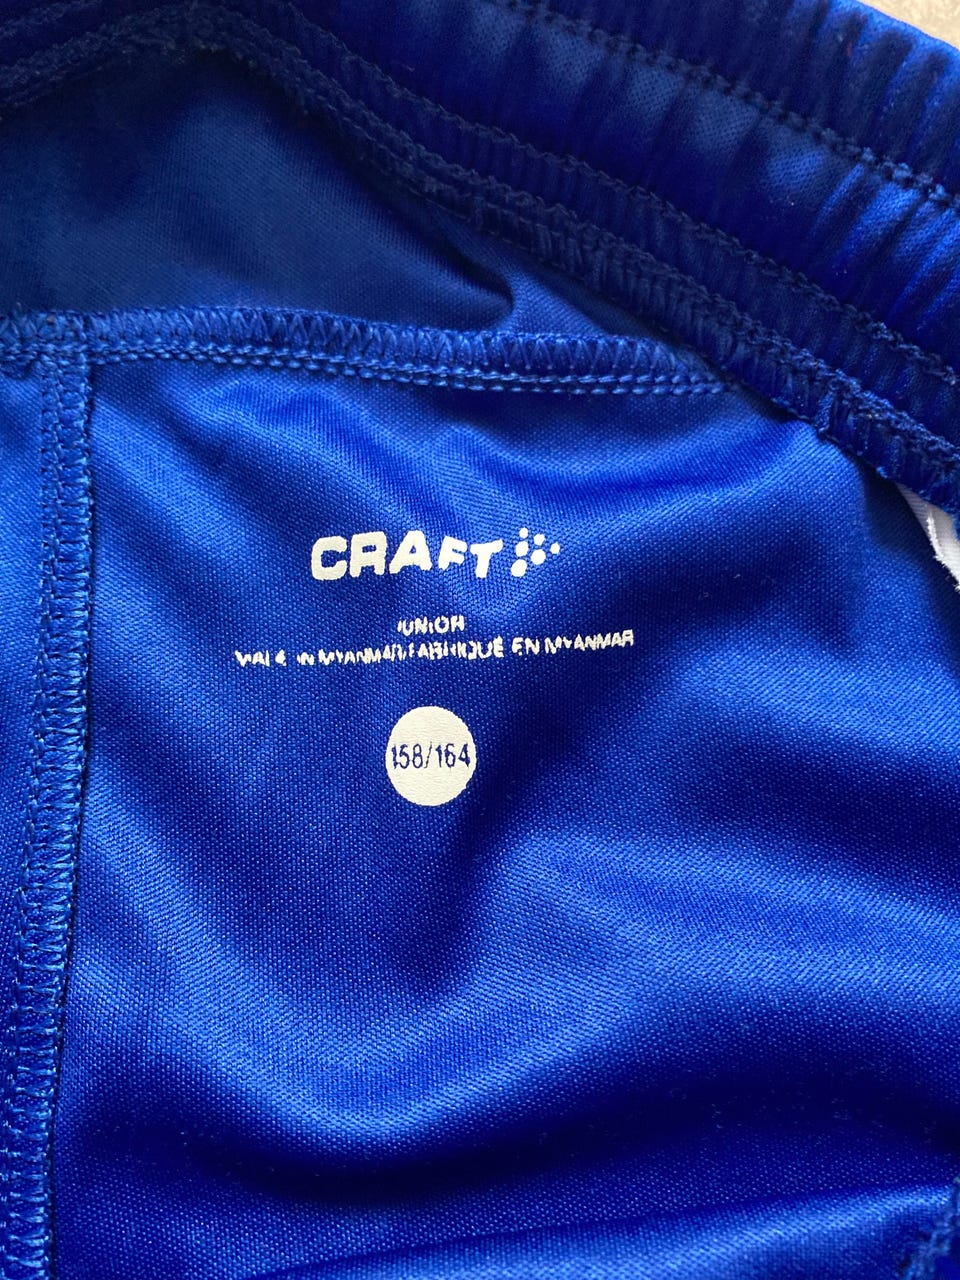 CRAFT
JUNIOR
MADE IN MYANMAR/FABRIQUÉ EN MYANMAR
158/164